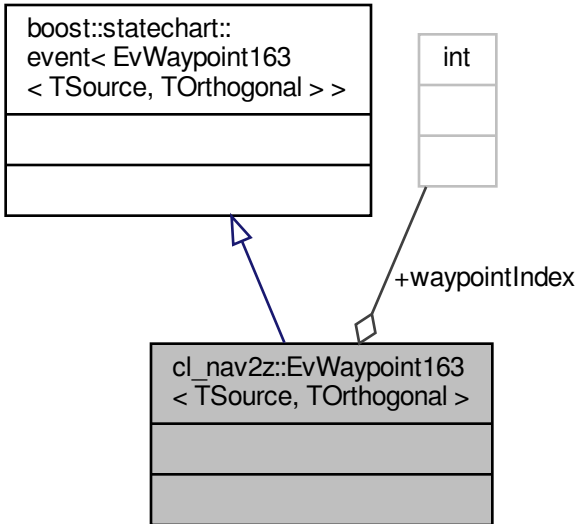 boost::statechart::
event< EvWaypoint163
< TSource, TOrthogonal > >
int
+waypointIndex
cl_nav2z::EvWaypoint163
< TSource, TOrthogonal >